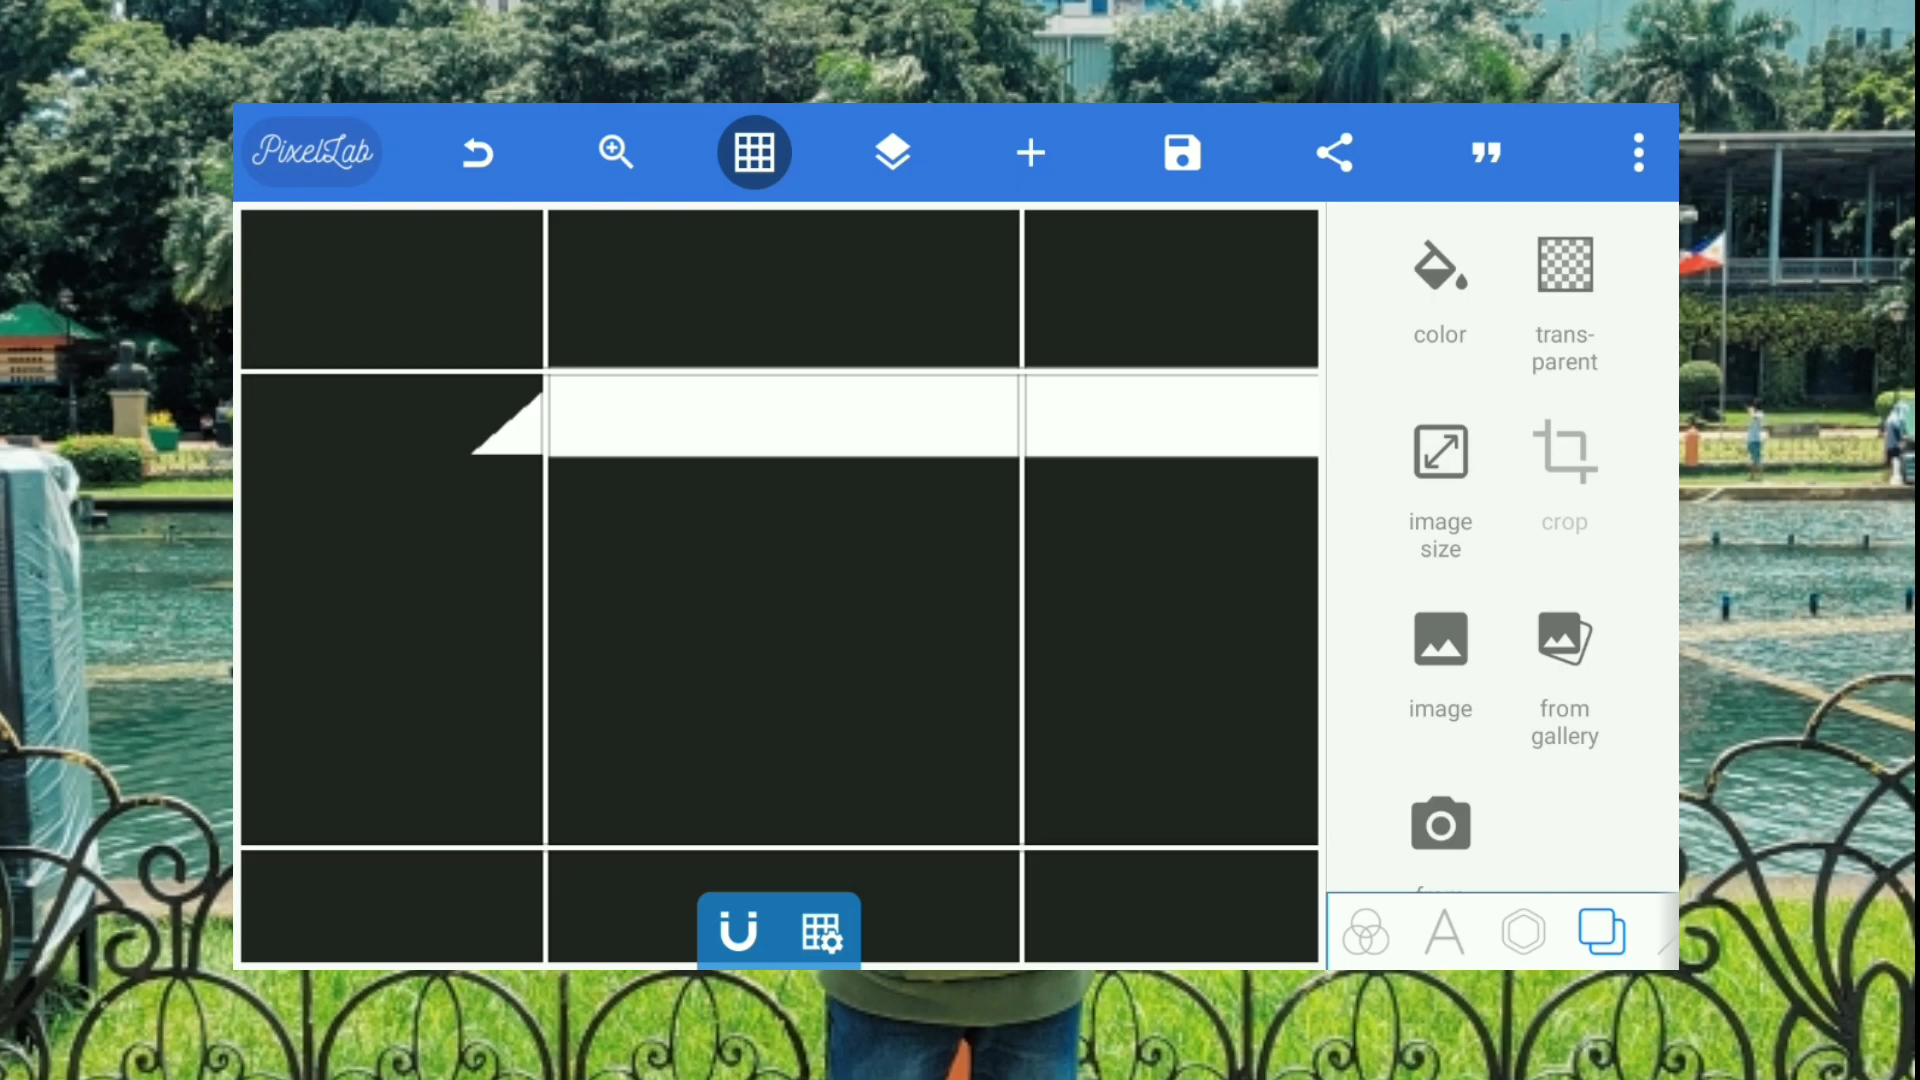 PixelLab
color
trans-
parent
image
size
crop
image
from
gallery